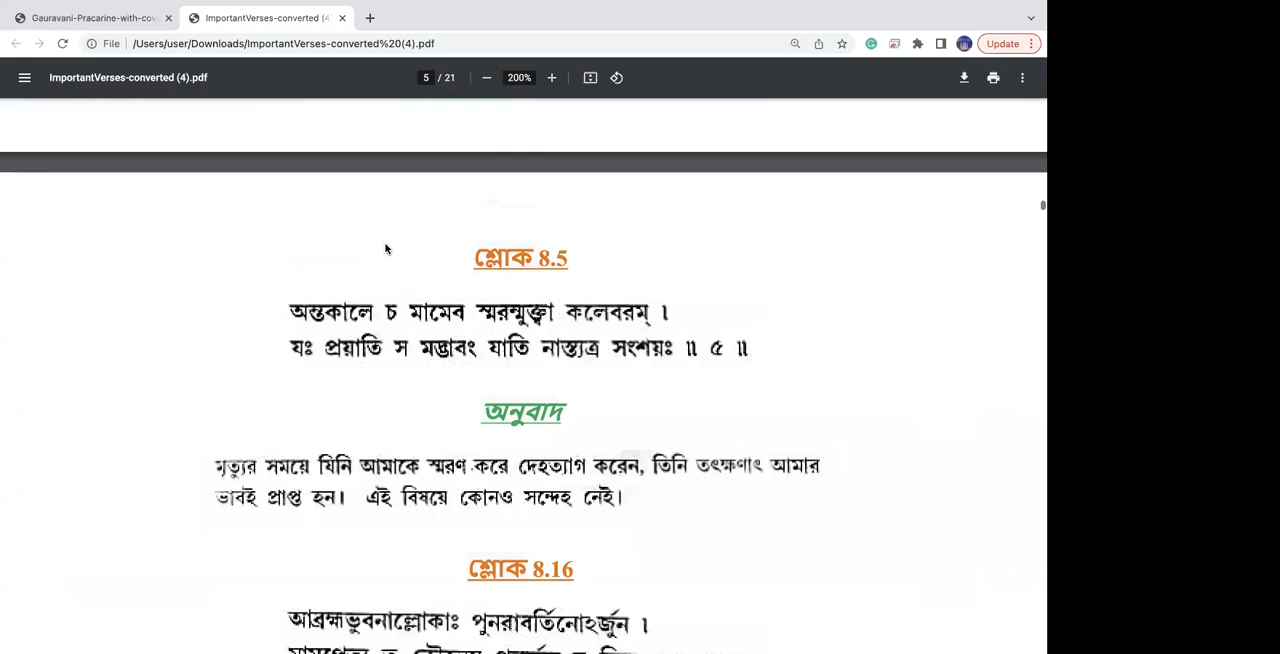 Gauravani-Pracarine-with-co
ImportantVerses-converted (4
File /Users/user/Downloads/ImportantVerses-converted%20(4).pdf
Update
ImportantVerses-converted (4).pdf
5 / 21
200%
শ্লোক 8.5
অন্তকালে চ মামেব স্মরন্মুক্ত্বা কলেবরম্ ।
যঃ প্রয়াতি স মদ্ভাবং যাতি নাস্ত্যত্র সংশয়ঃ ॥ ৫ ॥
অনুবাদ
মৃত্যুর সময়ে যিনি আমাকে স্মরণ করে দেহত্যাগ করেন, তিনি তৎক্ষণাৎ আমার
ভাবই প্রাপ্ত হন। এই বিষয়ে কোনও সন্দেহ নেই।
শ্লোক 8.16
আব্রহ্মভুবনাল্লোকাঃ পুনরাবর্তিনোহর্জুন ।